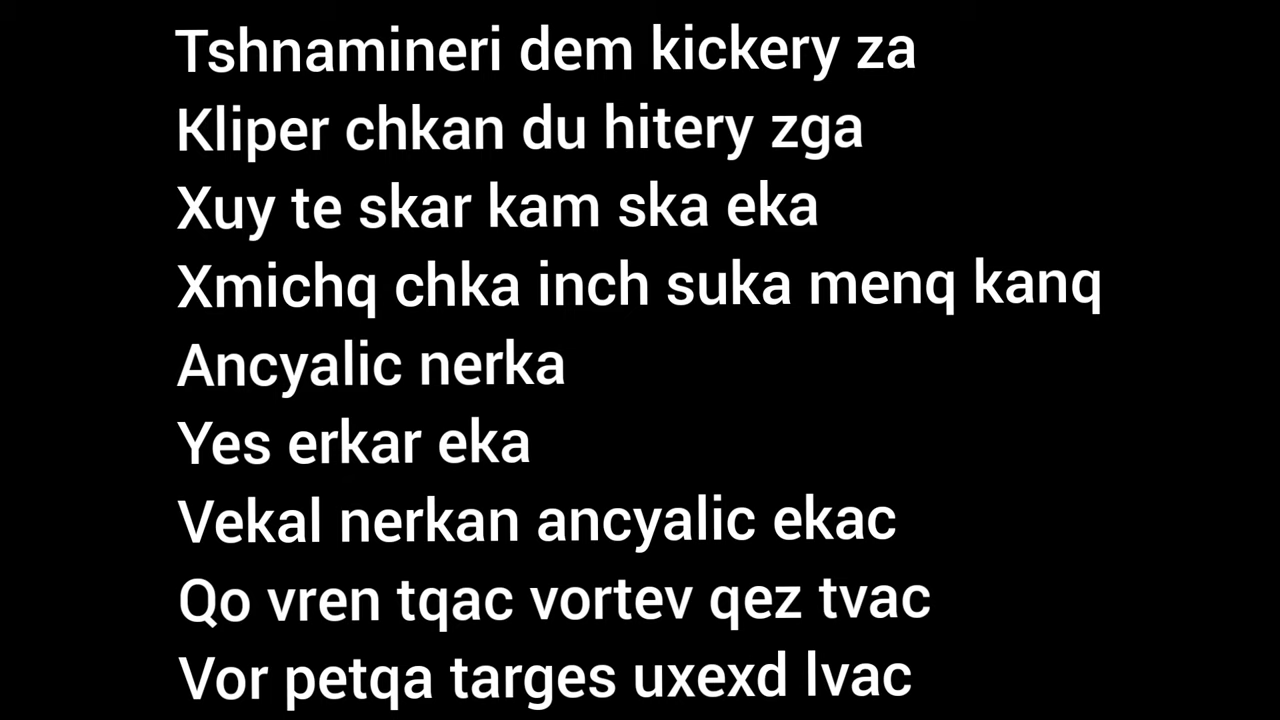 Tshnamineri dem kickery za
Kliper chkan du hitery zga
Xuy te skar kam ska eka
Xmichq chka inch suka menq kanq
Ancyalic nerka
Yes erkar eka
Vekal nerkan ancyalic ekac
Qo vren tqac vortev qez tvac
Vor petqa targes uxexd lvac